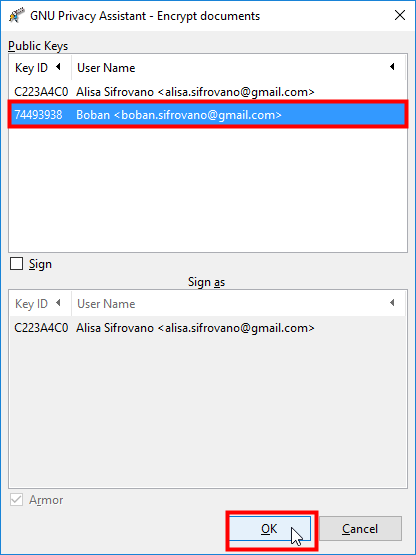 GNU Privacy Assistant - Encrypt documents
Public Keys
Key ID User Name
C223A4C0 Alisa Sifrovano <alisa.sifrovano@gmail.com>
74493938 Boban <boban.sifrovano@gmail.com>
Sign
Sign as
Key ID User Name
C223A4C0 Alisa Sifrovano <alisa.sifrovano@gmail.com>
Armor
OK Cancel